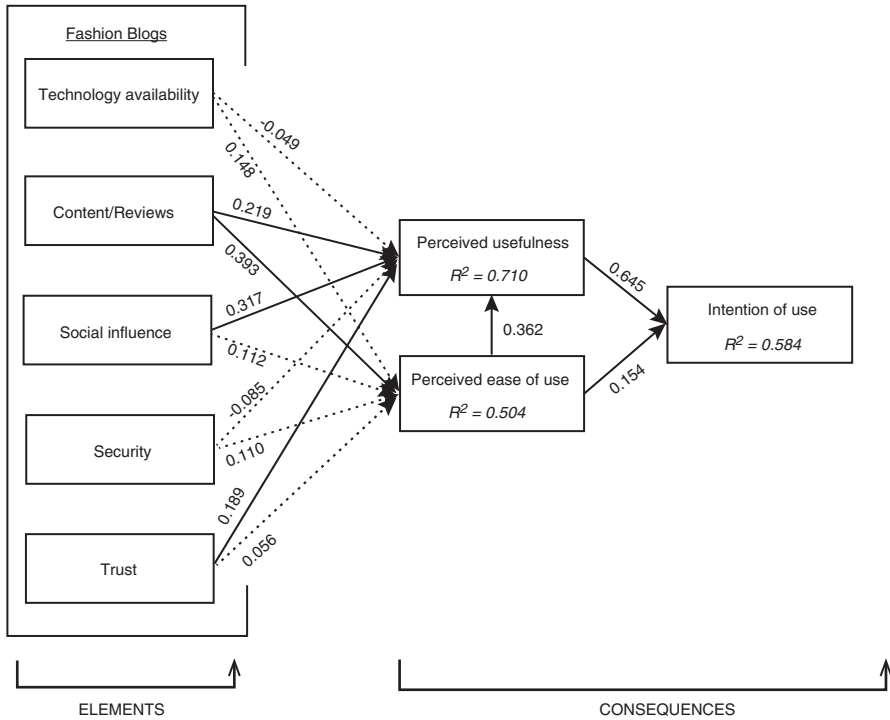 Fashion Blogs
Technology availability
-0.049
0.148
Content/Reviews
0.219
0.393
Perceived usefulness
R² = 0.710
0.645
Social influence
0.317
0.112
0.362
Intention of use
R² = 0.584
Perceived ease of use
R² = 0.504
0.154
Security
-0.085
0.110
Trust
0.189
0.056
ELEMENTS
CONSEQUENCES